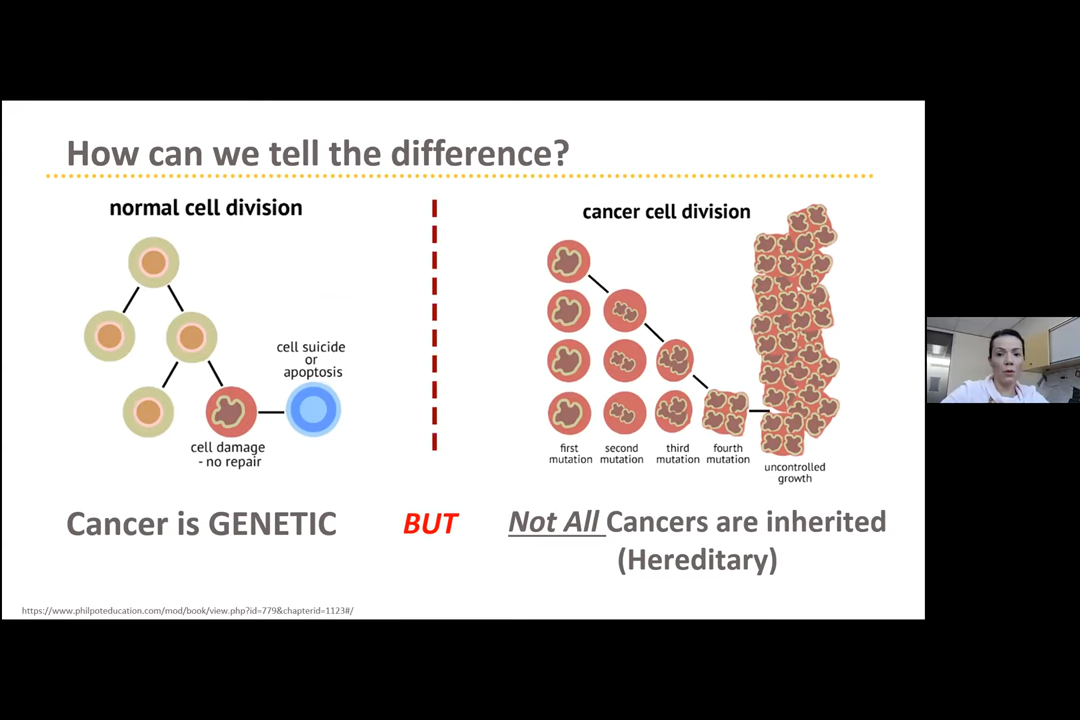 How can we tell the difference?
normal cell division
cell suicide
or
apoptosis
cell damage
- no repair
cancer cell division
first
mutation
second
mutation
third
mutation
fourth
mutation
uncontrolled
growth
Cancer is GENETIC
BUT
Not All Cancers are inherited
(Hereditary)
https://www.philpoteducation.com/mod/book/view.php?id=779&chapterid=1123#/